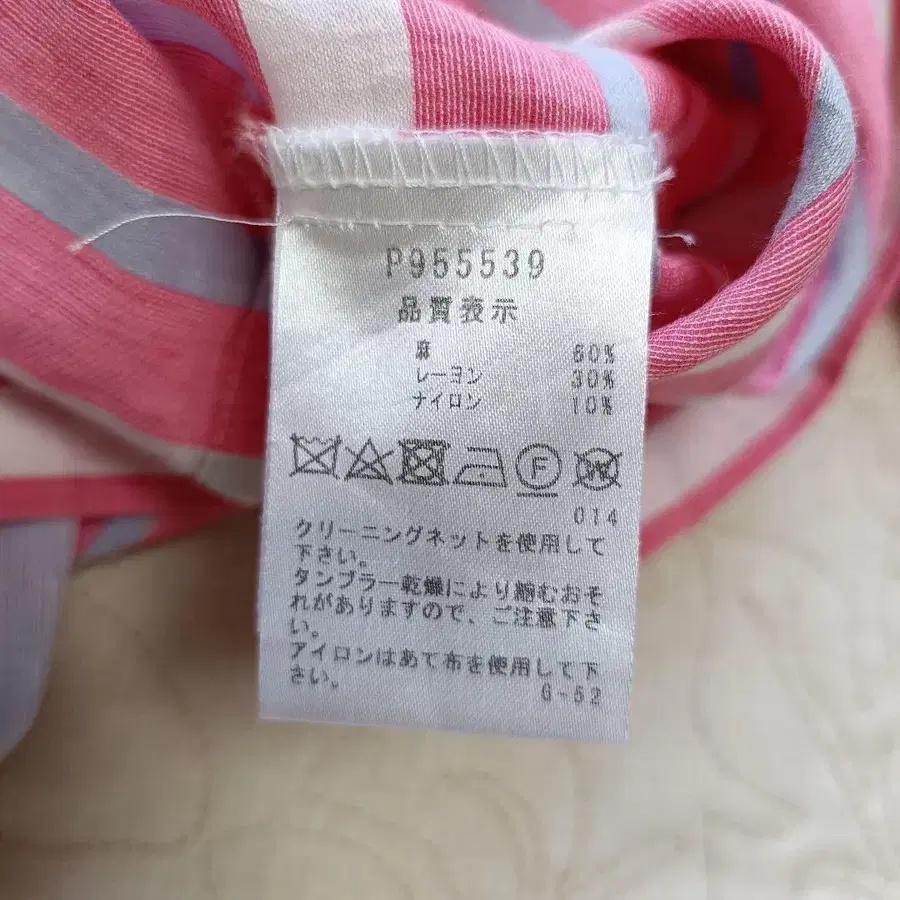 P955539
品質表示
麻 60%
レーヨン 30%
ナイロン 10%
F W
014
クリーニングネットを使用して
下さい。
タンブラー乾燥により縮むおそ
れがありますので、ご注意下さ
い。
アイロンはあて布を使用して下
さい。 G-52